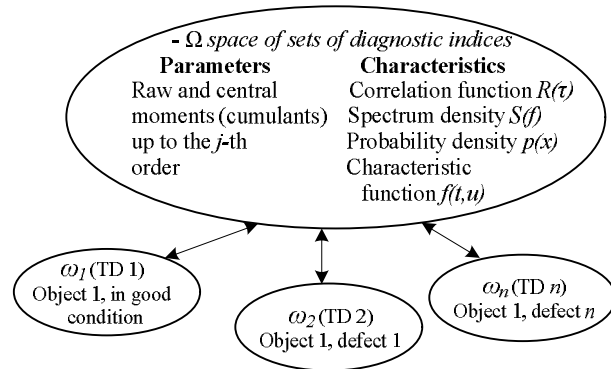 - Ω space of sets of diagnostic indices
Parameters
Raw and central
moments (cumulants)
up to the j-th
order
Characteristics
Correlation function R(τ)
Spectrum density S(f)
Probability density p(x)
Characteristic
function f(t,u)
ω1 (TD 1)
Object 1, in good
condition
ω2 (TD 2)
Object 1, defect 1
ωn (TD n)
Object 1, defect n